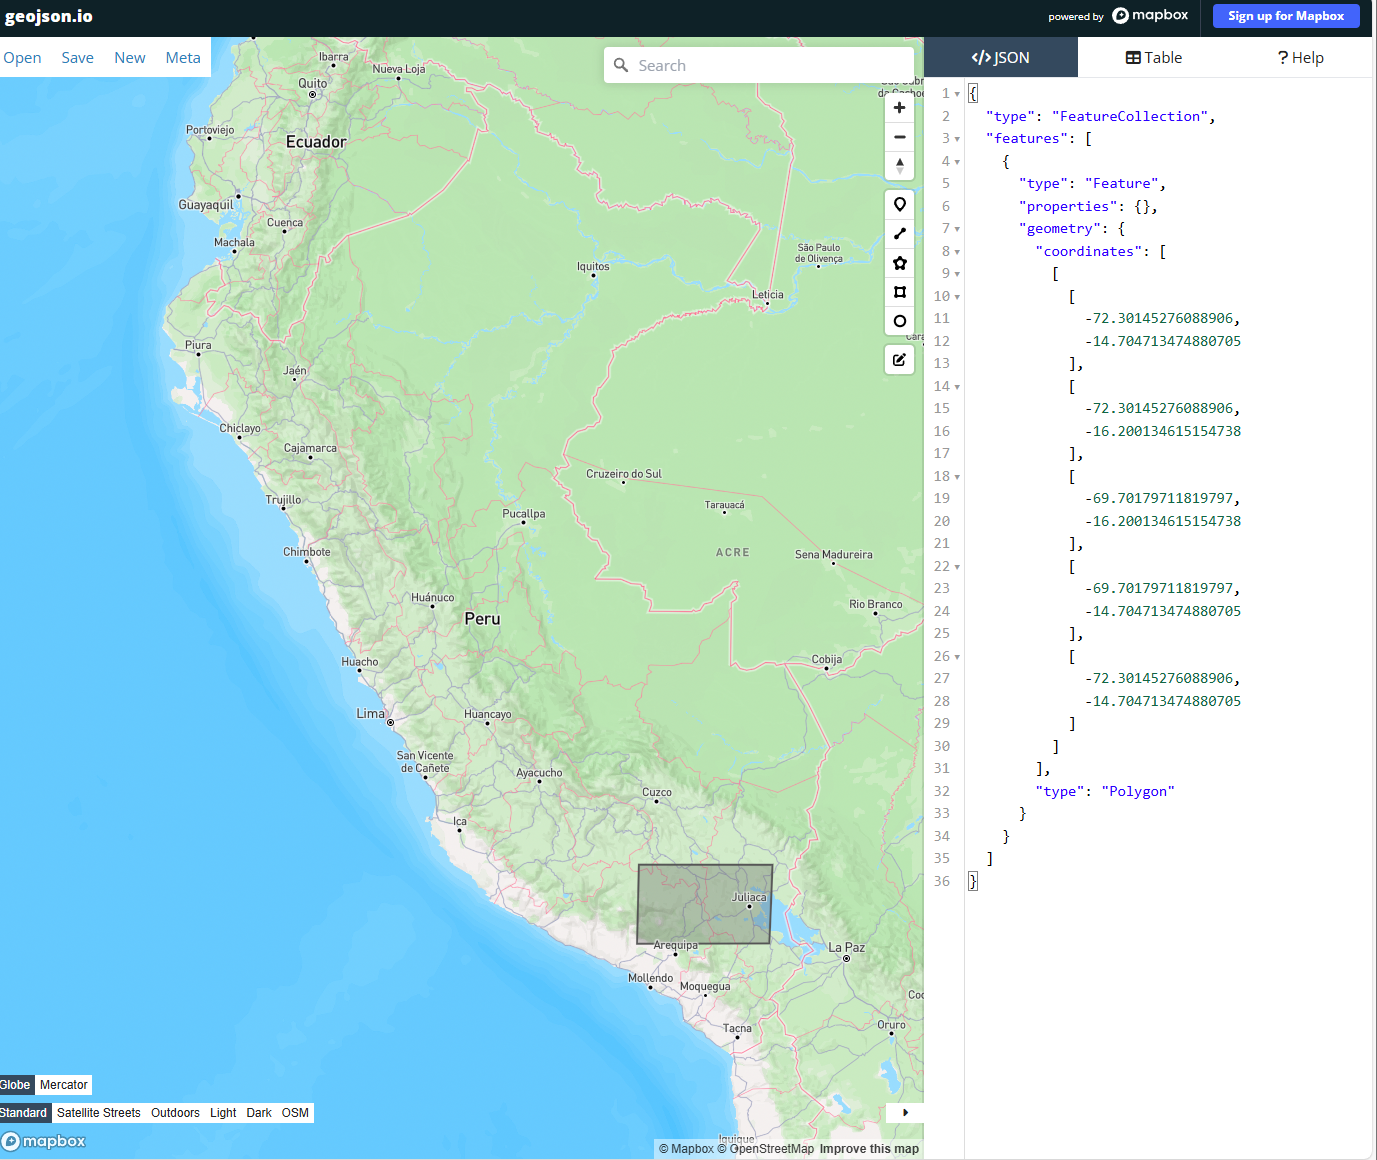 geojson.io
powered by mapbox
Sign up for Mapbox
Open Save New Meta
Search
</>JSON
Table
? Help
Ibarra
Nueva Loja
Quito
Portoviejo
Ecuador
Guayaquil
Cuenca
Machala
São Paulo
de Olivença
Iquitos
Leticia
Piura
Jaén
Chiclayo
Cajamarca
Cruzeiro do Sul
Trujillo
Tarauacá
Pucallpa
Chimbote
ACRE
Sena Madureira
Huánuco
Rio Branco
Peru
Huacho
Cobija
Lima
Huancayo
San Vicente
de Cañete
Ayacucho
Cuzco
Ica
Juliaca
Arequipa
La Paz
Mollendo
Moquegua
Tacna
Oruro
Iquique
Globe Mercator
Standard Satellite Streets Outdoors Light Dark OSM
mapbox
© Mapbox © OpenStreetMap Improve this map
1 {
2 "type": "FeatureCollection",
3 "features": [
4 {
5 "type": "Feature",
6 "properties": {},
7 "geometry": {
8 "coordinates": [
9 [
10 [
11 -72.30145276088906,
12 -14.704713474880705
13 ],
14 [
15 -72.30145276088906,
16 -16.200134615154738
17 ],
18 [
19 -69.70179711819797,
20 -16.200134615154738
21 ],
22 [
23 -69.70179711819797,
24 -14.704713474880705
25 ],
26 [
27 -72.30145276088906,
28 -14.704713474880705
29 ]
30 ]
31 ],
32 "type": "Polygon"
33 }
34 }
35 ]
36 }